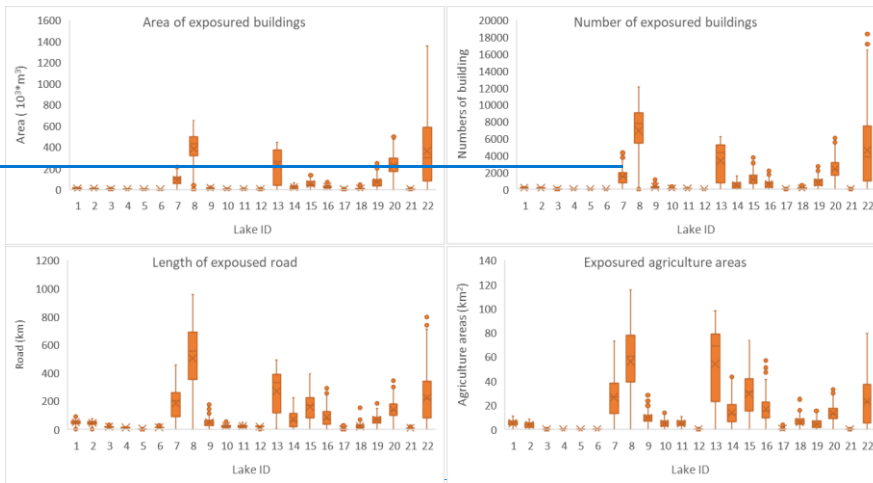 Area of exposured buildings
1600
1400
1200
1000
800
600
400
200
0
Area ( 10³*m²)
1 2 3 4 5 6 7 8 9 10 11 12 13 14 15 16 17 18 19 20 21 22
Lake ID
Number of exposured buildings
20000
18000
16000
14000
12000
10000
8000
6000
4000
2000
0
Numbers of building
1 2 3 4 5 6 7 8 9 10 11 12 13 14 15 16 17 18 19 20 21 22
Lake ID
Length of expoused road
1200
1000
800
600
400
200
0
Road (km)
1 2 3 4 5 6 7 8 9 10 11 12 13 14 15 16 17 18 19 20 21 22
Lake ID
Exposured agriculture areas
140
120
100
80
60
40
20
0
Agriculture areas (km²)
1 2 3 4 5 6 7 8 9 10 11 12 13 14 15 16 17 18 19 20 21 22
Lake ID